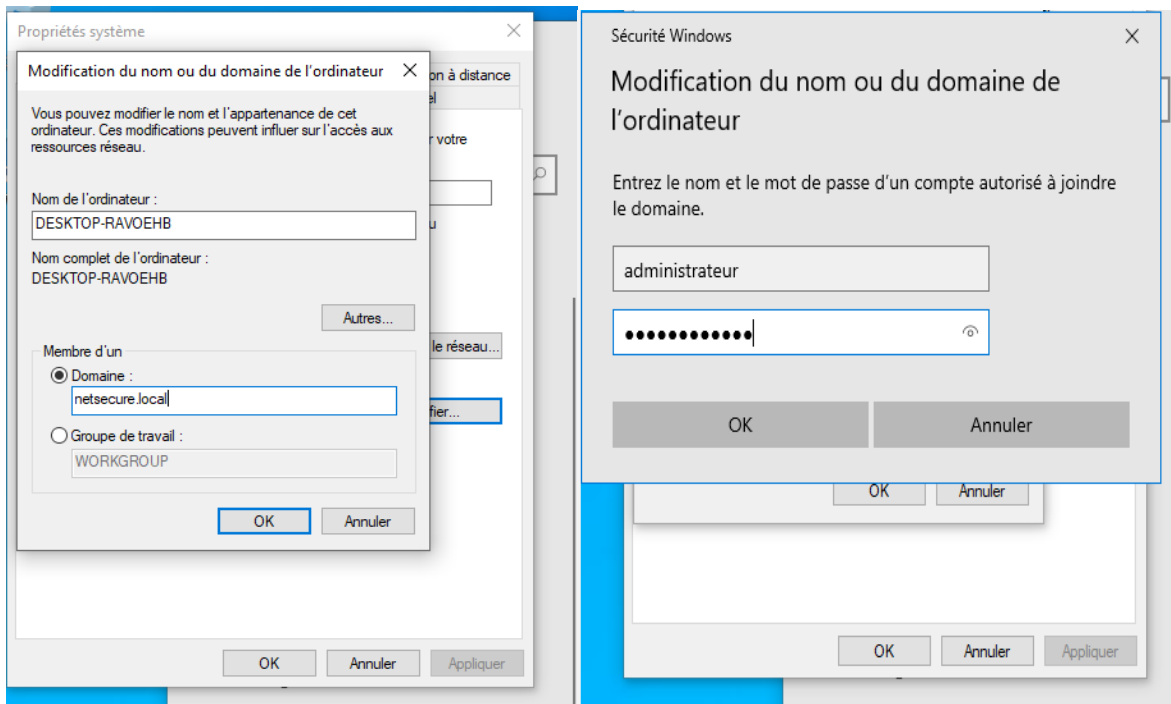 Propriétés système
Modification du nom ou du domaine de l'ordinateur
on à distance
el
Vous pouvez modifier le nom et l'appartenance de cet
ordinateur. Ces modifications peuvent influer sur l'accès aux
ressources réseau.
r votre
Nom de l'ordinateur :
DESKTOP-RAVOEHB
u
Nom complet de l'ordinateur :
DESKTOP-RAVOEHB
Autres...
le réseau...
Membre d'un
Domaine :
netsecure.local
fier...
Groupe de travail :
WORKGROUP
OK Annuler
OK Annuler Appliquer
Sécurité Windows
Modification du nom ou du domaine de
l'ordinateur
Entrez le nom et le mot de passe d'un compte autorisé à joindre
le domaine.
administrateur
●●●●●●●●●●●●
OK Annuler
OK Annuler
OK Annuler Appliquer